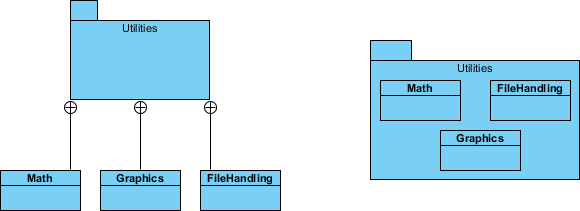 Utilities
Math
Graphics
FileHandling
Utilities
Math
FileHandling
Graphics